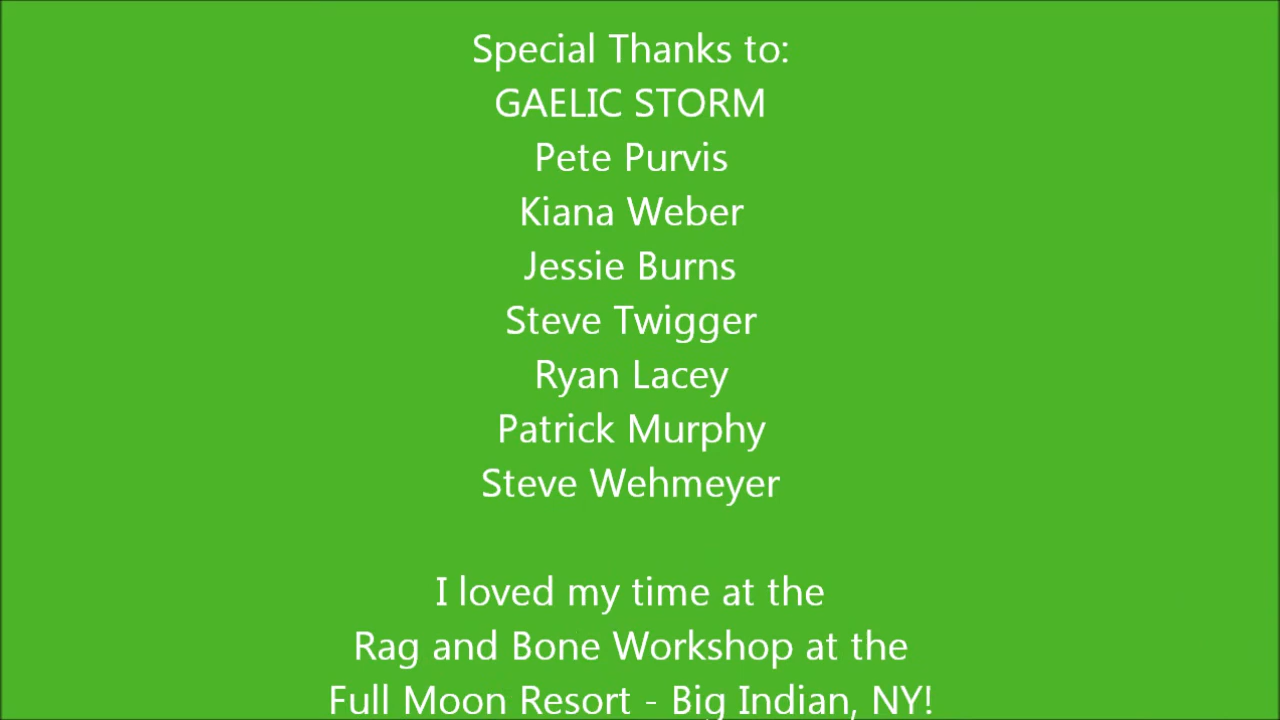 Special Thanks to:
GAELIC STORM
Pete Purvis
Kiana Weber
Jessie Burns
Steve Twigger
Ryan Lacey
Patrick Murphy
Steve Wehmeyer
I loved my time at the
Rag and Bone Workshop at the
Full Moon Resort - Big Indian, NY!